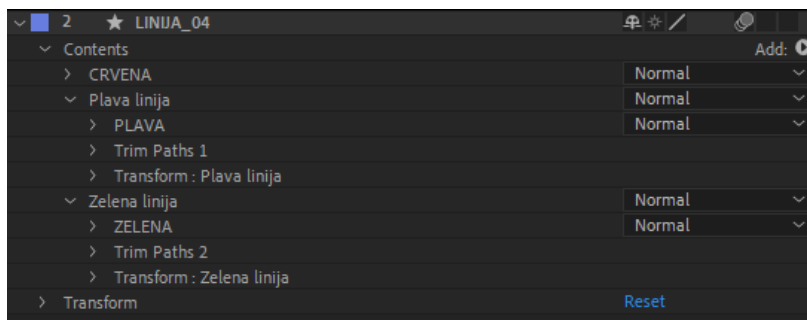 2 LINIJA_04
Contents Add:
CRVENA Normal
Plava linija Normal
PLAVA Normal
Trim Paths 1
Transform : Plava linija
Zelena linija Normal
ZELENA Normal
Trim Paths 2
Transform : Zelena linija
Transform Reset